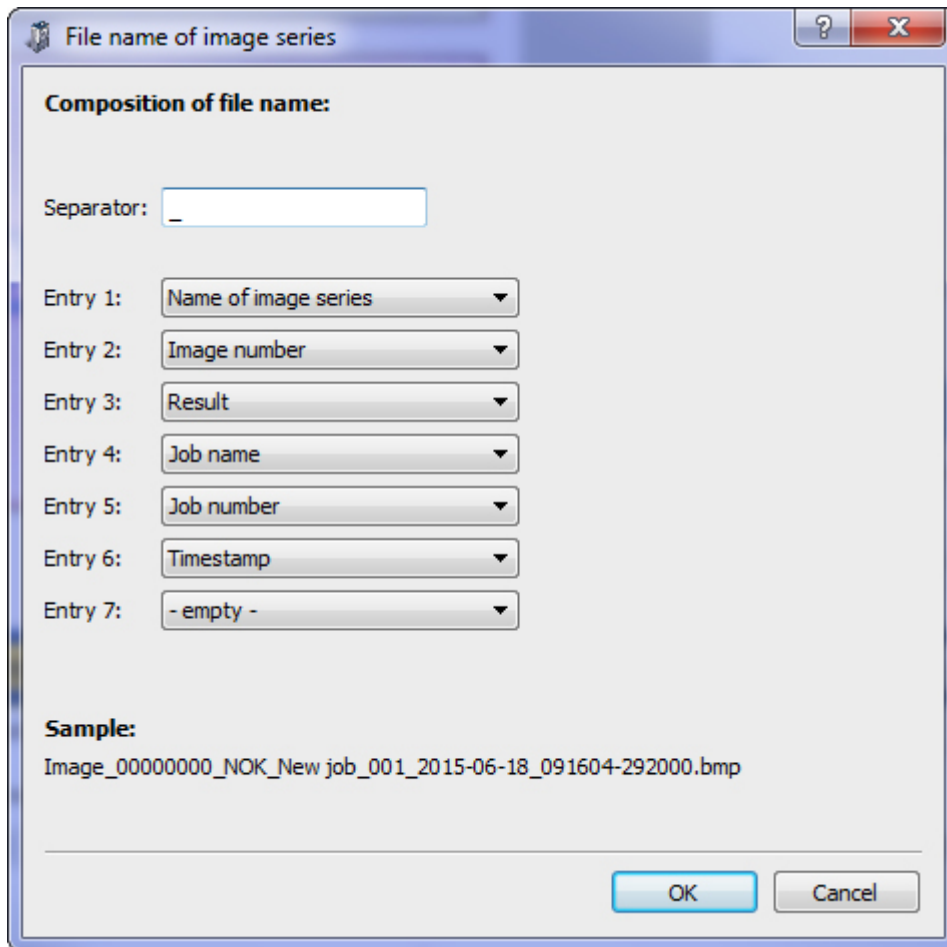 File name of image series
Composition of file name:
Separator: _
Entry 1: Name of image series
Entry 2: Image number
Entry 3: Result
Entry 4: Job name
Entry 5: Job number
Entry 6: Timestamp
Entry 7: - empty -
Sample:
Image_00000000_NOK_New job_001_2015-06-18_091604-292000.bmp
OK Cancel